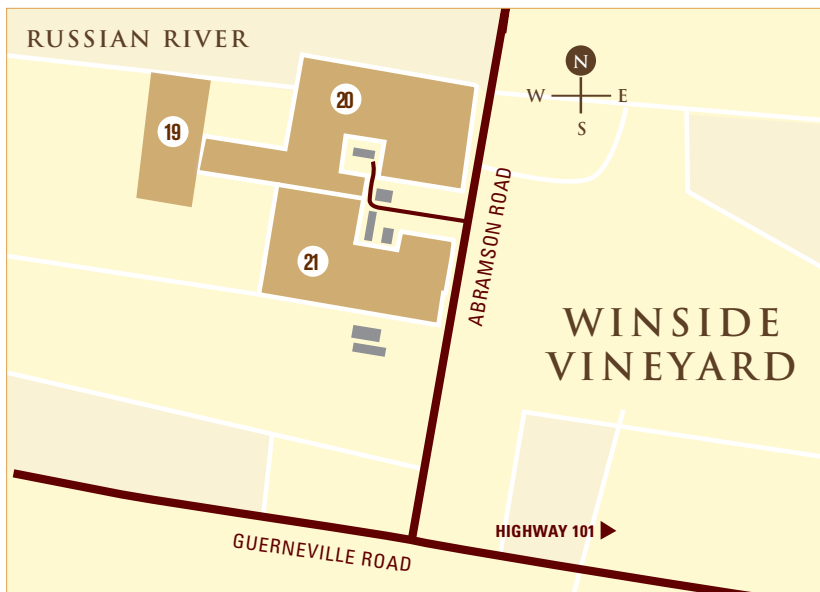 RUSSIAN RIVER
N
W E
S
20
19
21
ABRAMSON ROAD
WINSIDE
VINEYARD
HIGHWAY 101
GUERNEVILLE ROAD